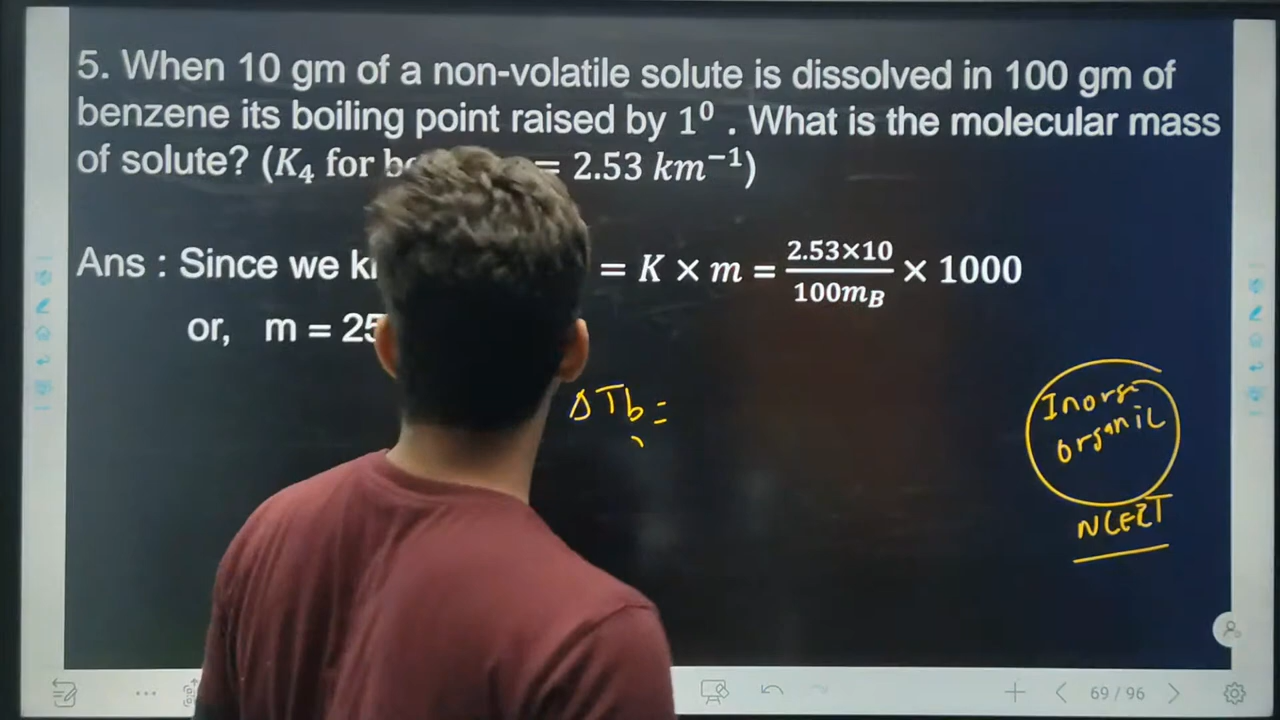 5. When 10 gm of a non-volatile solute is dissolved in 100 gm of
benzene its boiling point raised by 1⁰ . What is the molecular mass
of solute? (K₄ for = 2.53 km⁻¹)
Ans : Since we = K × m = 2.53×10/100m_B × 1000
or, m = 25
ΔTb =
Inorg
organic
NCERT
69 / 96